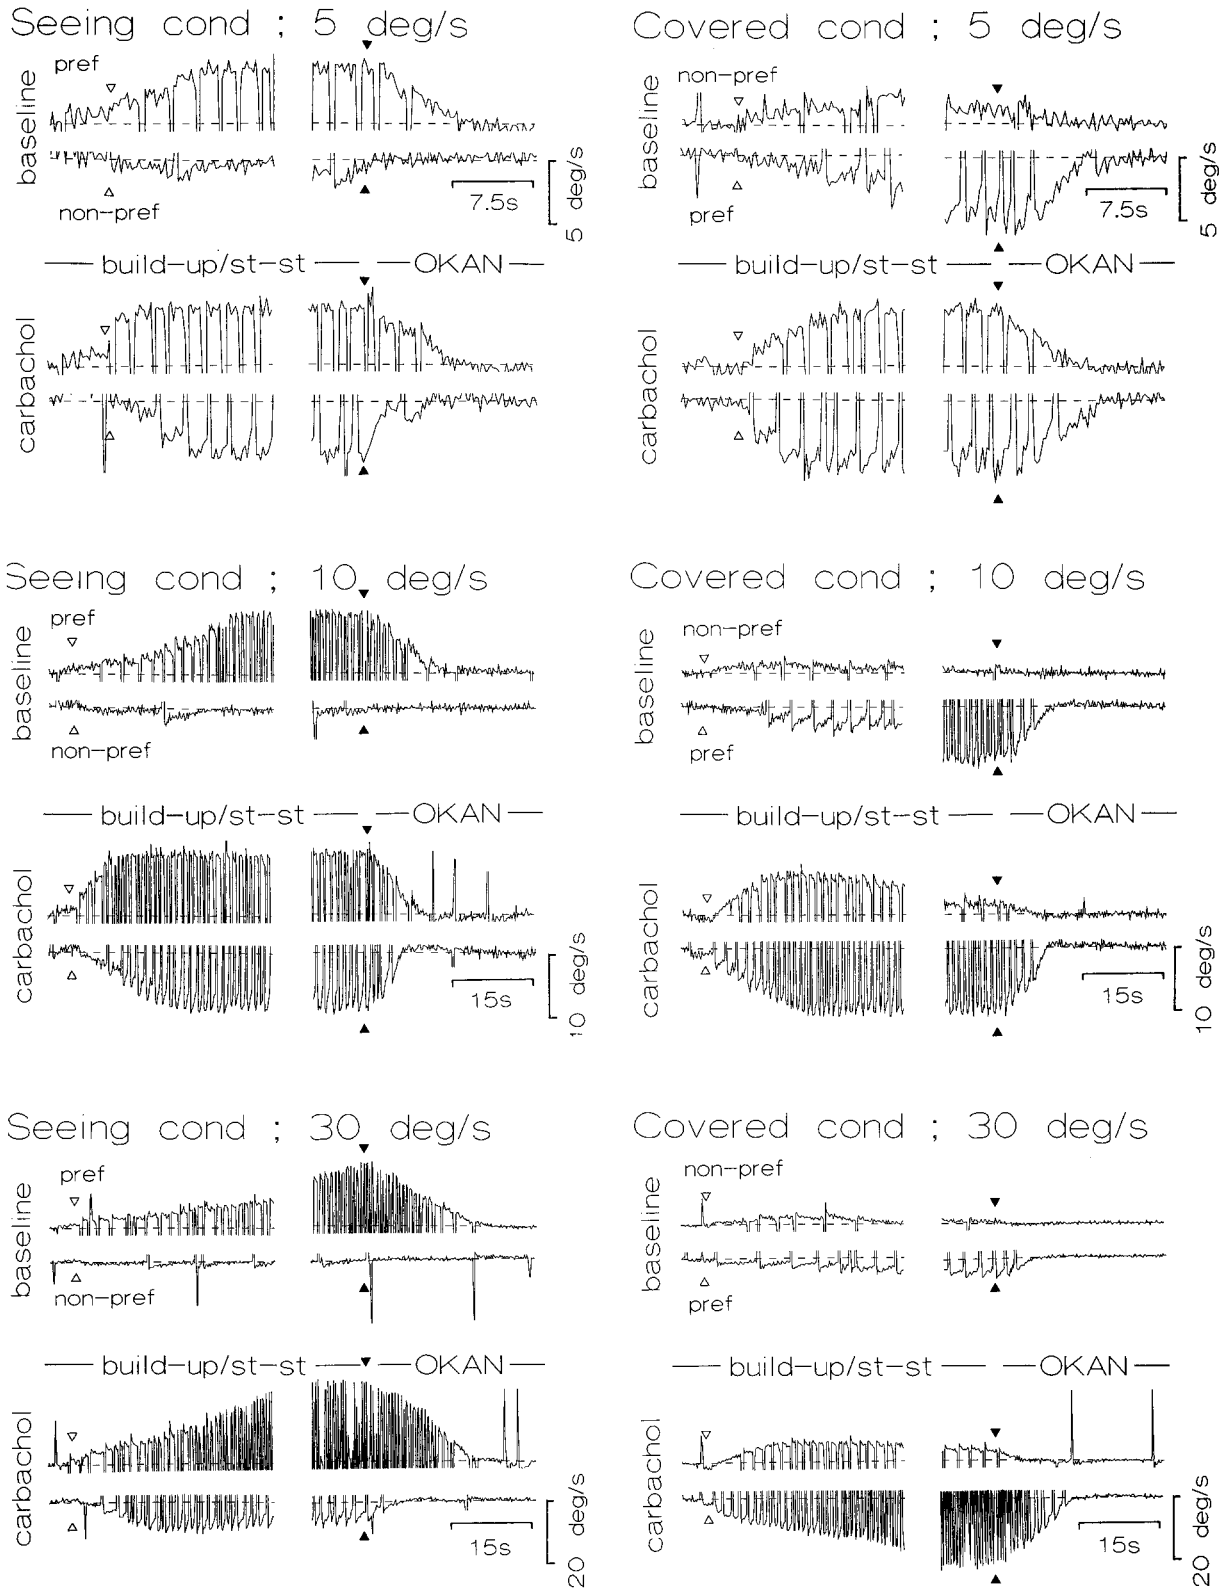 Seeing cond ; 5 deg/s
pref
baseline
non-pref
7.5s
5 deg/s
build-up/st-st
OKAN
carbachol
Covered cond ; 5 deg/s
non-pref
baseline
pref
7.5s
5 deg/s
build-up/st-st
OKAN
carbachol
Seeing cond ; 10 deg/s
pref
baseline
non-pref
build-up/st-st
OKAN
carbachol
15s
10 deg/s
Covered cond ; 10 deg/s
non-pref
baseline
pref
build-up/st-st
OKAN
carbachol
15s
10 deg/s
Seeing cond ; 30 deg/s
pref
baseline
non-pref
build-up/st-st
OKAN
carbachol
15s
20 deg/s
Covered cond ; 30 deg/s
non-pref
baseline
pref
build-up/st-st
OKAN
carbachol
15s
20 deg/s